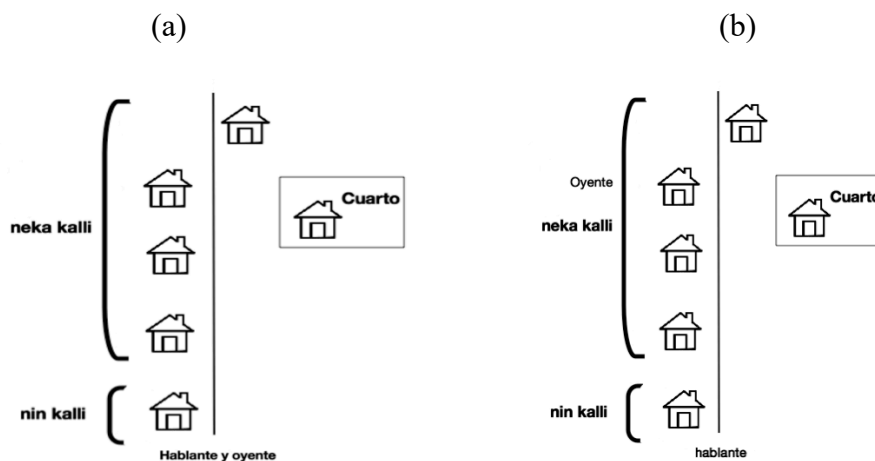 (a)
Cuarto
neka kalli
nin kalli
Hablante y oyente
(b)
Oyente
Cuarto
neka kalli
nin kalli
hablante